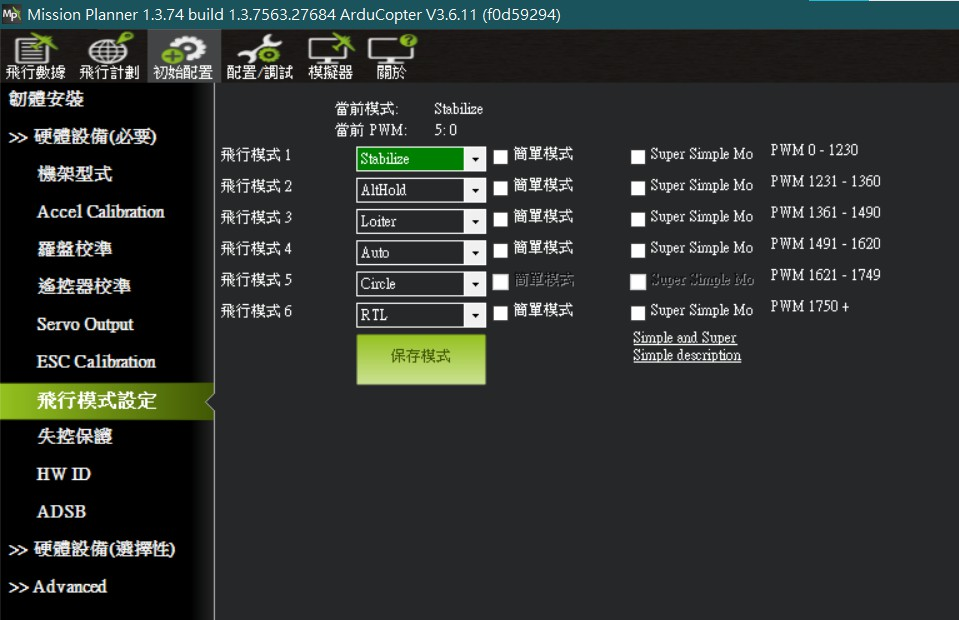 Mission Planner 1.3.74 build 1.3.7563.27684 ArduCopter V3.6.11 (f0d59294)
飛行數據 飛行計劃 初始配置 配置/調試 模擬器 關於
韌體安裝
>> 硬體設備(必要)
機架型式
Accel Calibration
羅盤校準
遙控器校準
Servo Output
ESC Calibration
飛行模式設定
失控保護
HW ID
ADSB
>> 硬體設備(選擇性)
>> Advanced
當前模式: Stabilize
當前 PWM: 5: 0
飛行模式 1 Stabilize 簡單模式 Super Simple Mo PWM 0 - 1230
飛行模式 2 AltHold 簡單模式 Super Simple Mo PWM 1231 - 1360
飛行模式 3 Loiter 簡單模式 Super Simple Mo PWM 1361 - 1490
飛行模式 4 Auto 簡單模式 Super Simple Mo PWM 1491 - 1620
飛行模式 5 Circle 簡單模式 Super Simple Mo PWM 1621 - 1749
飛行模式 6 RTL 簡單模式 Super Simple Mo PWM 1750 +
保存模式
Simple and Super
Simple description